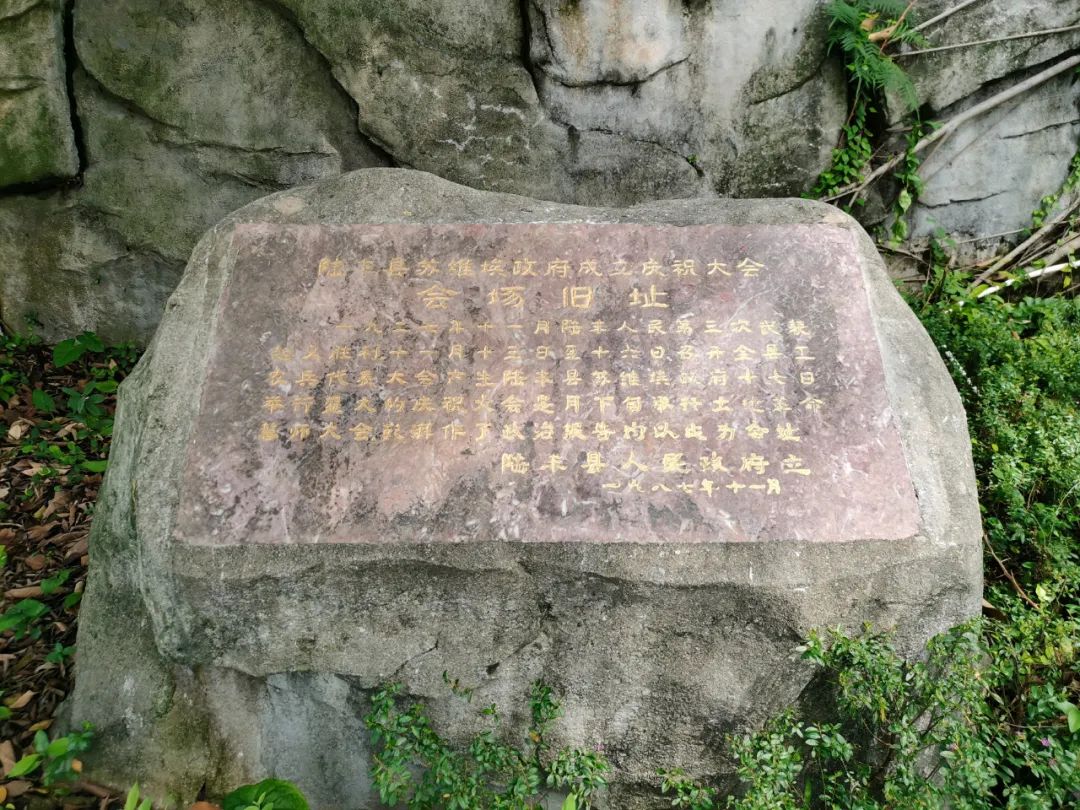 陆丰县苏维埃政府成立庆祝大会
会场旧址
一九二七年十一月陆丰人民第三次武装
起义胜利十一月十三日至十六日召开全县工
农兵代表大会产生陆丰县苏维埃政府十七日
举行盛大的庆祝大会是月下旬举行土地革命
誓师大会彭湃作了政治报告均以此为会址
陆丰县人民政府立
一九八七年十一月